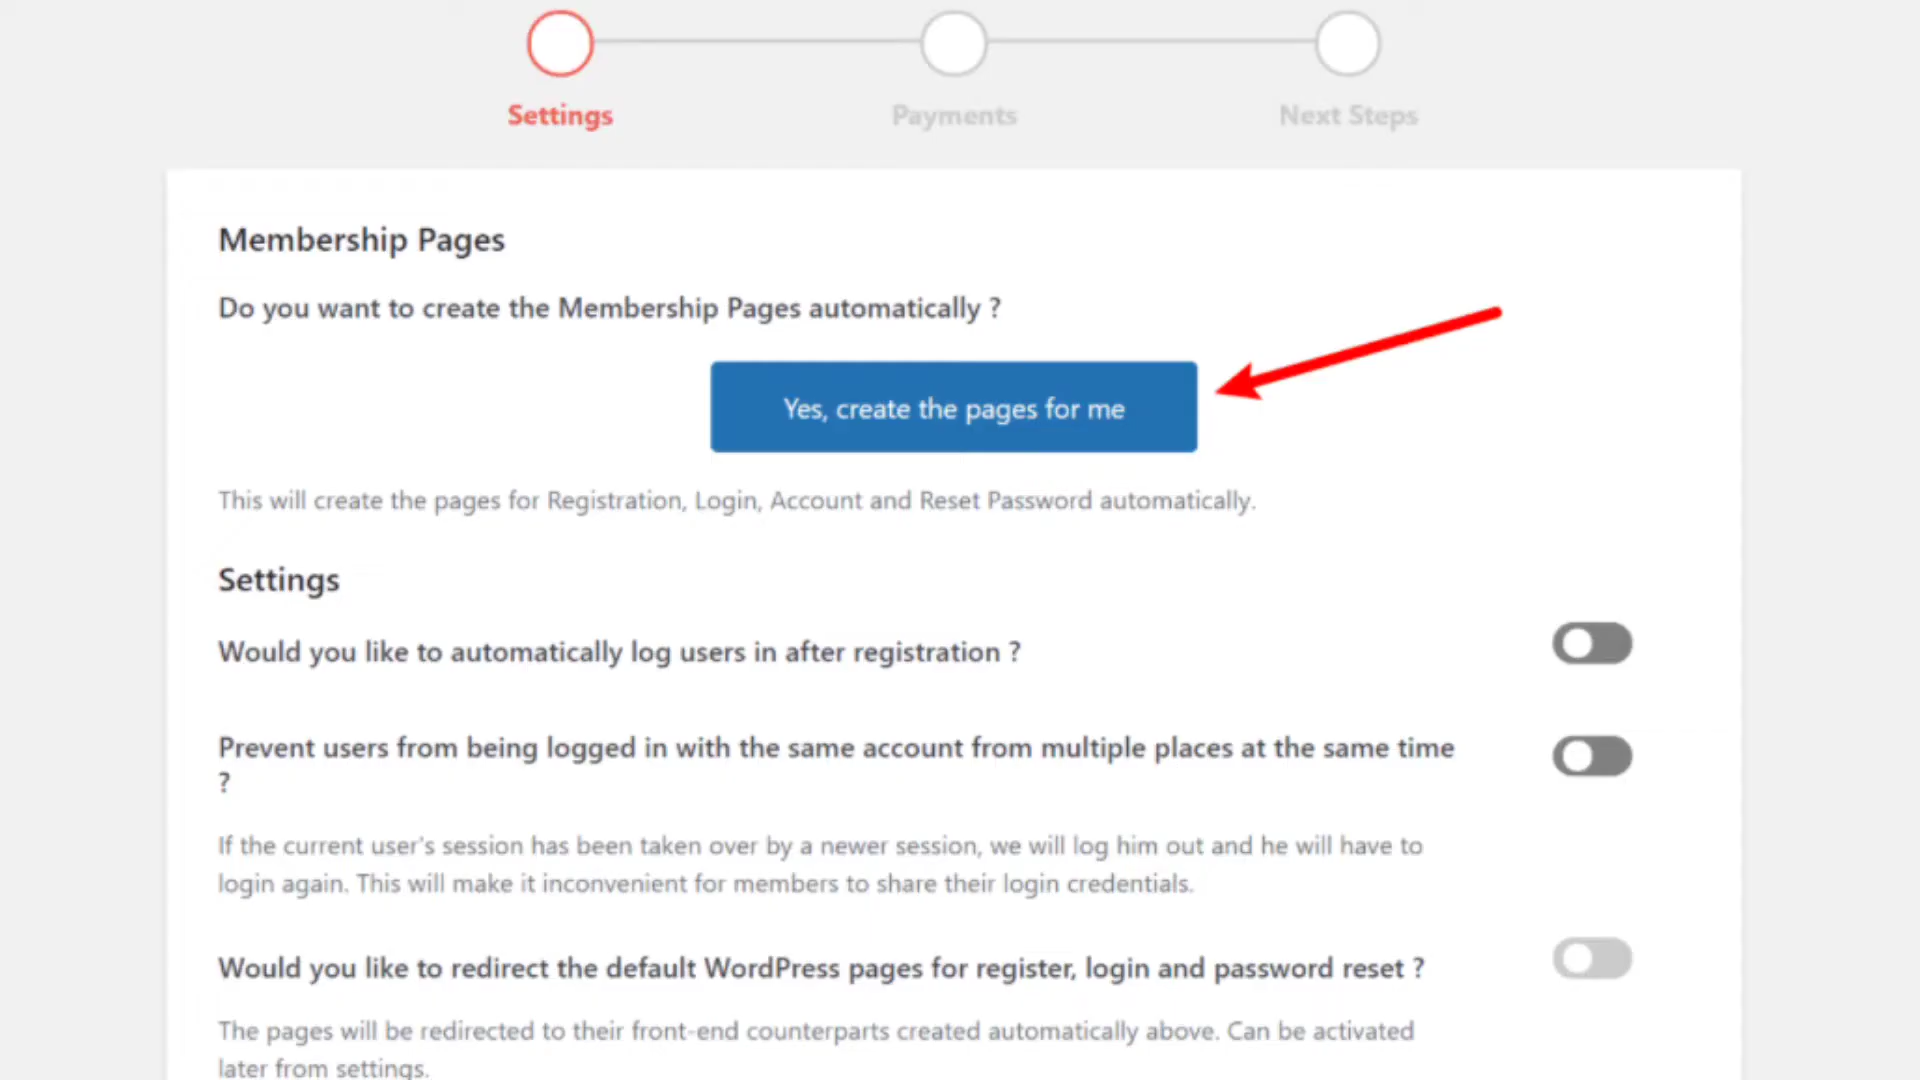 Settings
Payments
Next Steps
Membership Pages
Do you want to create the Membership Pages automatically ?
Yes, create the pages for me
This will create the pages for Registration, Login, Account and Reset Password automatically.
Settings
Would you like to automatically log users in after registration ?
Prevent users from being logged in with the same account from multiple places at the same time
?
If the current user's session has been taken over by a newer session, we will log him out and he will have to
login again. This will make it inconvenient for members to share their login credentials.
Would you like to redirect the default WordPress pages for register, login and password reset ?
The pages will be redirected to their front-end counterparts created automatically above. Can be activated
later from settings.